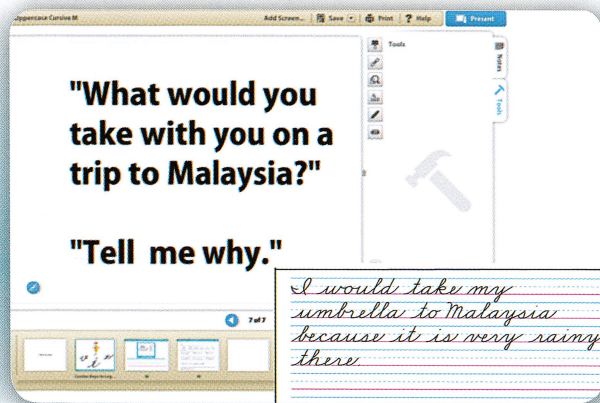 Uppercase Cursive M
Add Screen... Save Print ? Help Present
Tools
Notes
Tools
"What would you
take with you on a
trip to Malaysia?"
"Tell me why."
7 of 7
I would take my
umbrella to Malaysia
because it is very rainy
there.